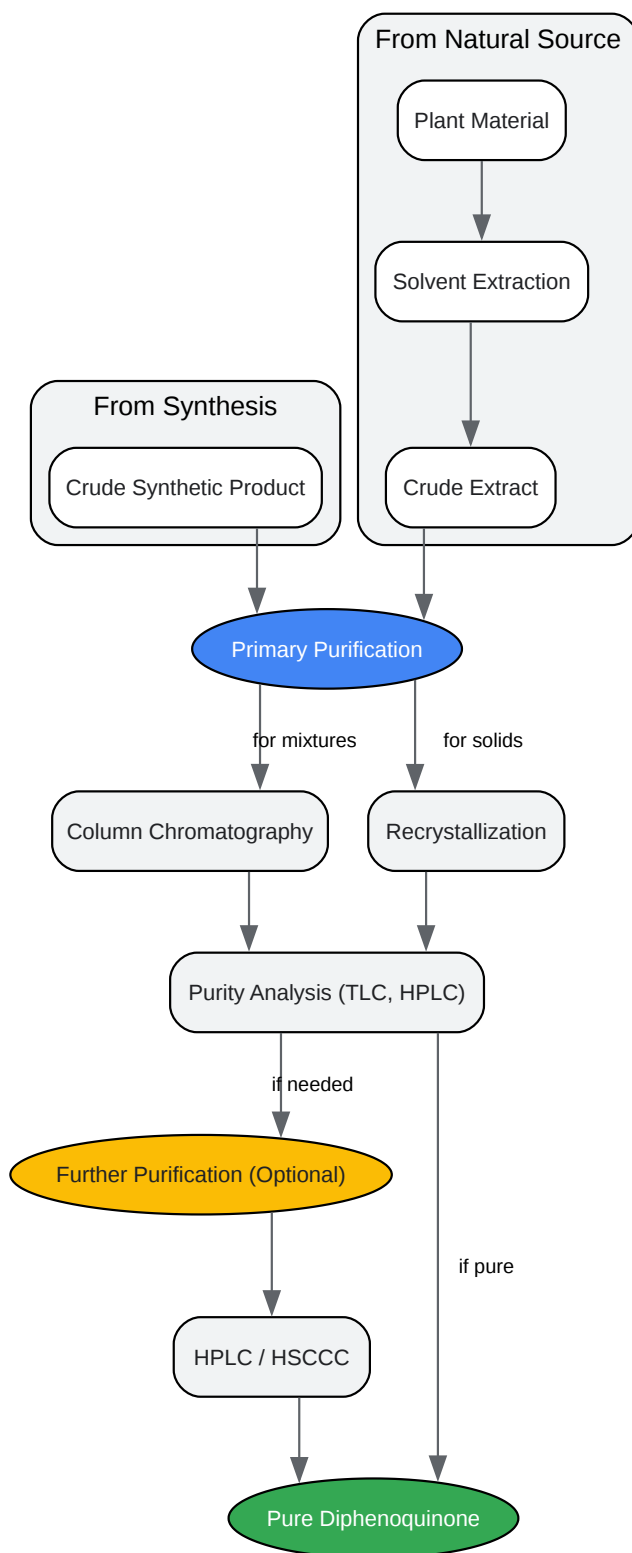 From Natural Source
Plant Material
Solvent Extraction
From Synthesis
Crude Synthetic Product
Crude Extract
Primary Purification
for mixtures
for solids
Column Chromatography
Recrystallization
Purity Analysis (TLC, HPLC)
if needed
Further Purification (Optional)
if pure
HPLC / HSCCC
Pure Diphenoquinone